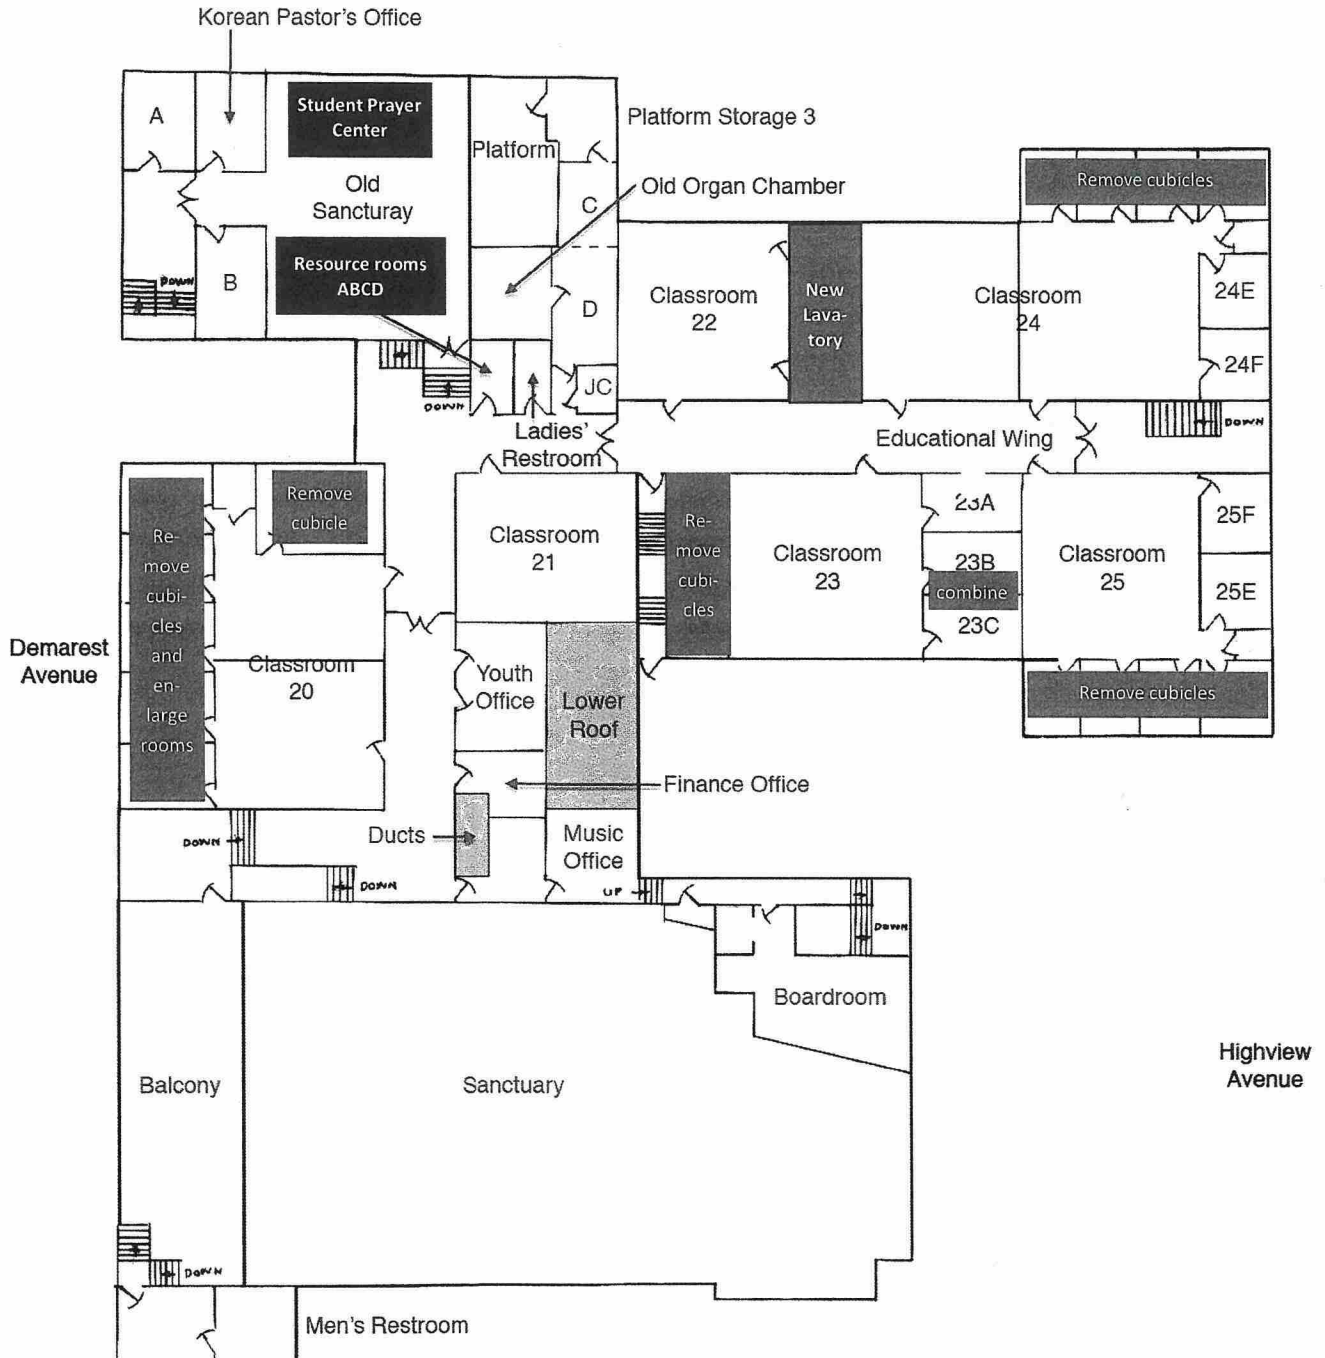 Korean Pastor's Office
A
Student Prayer
Center
Platform Storage 3
Platform
Old
Sancturay
Old Organ Chamber
Remove cubicles
C
DOWN
B
Resource rooms
ABCD
D
Classroom
22
New
Lava-
tory
Classroom
24
24E
24F
JC
DOWN
Ladies'
Restroom
Educational Wing
DOWN
Remove
cubicle
Re-
move
cubi-
cles
and
en-
large
rooms
Classroom
21
Re-
move
cubi-
cles
Classroom
23
23A
23B
combine
23C
Classroom
25
25F
25E
Demarest
Avenue
Classroom
20
Youth
Office
Lower
Roof
Remove cubicles
Finance Office
Ducts
Music
Office
DOWN
DOWN
UP
DOWN
Boardroom
Highview
Avenue
Balcony
Sanctuary
DOWN
Men's Restroom